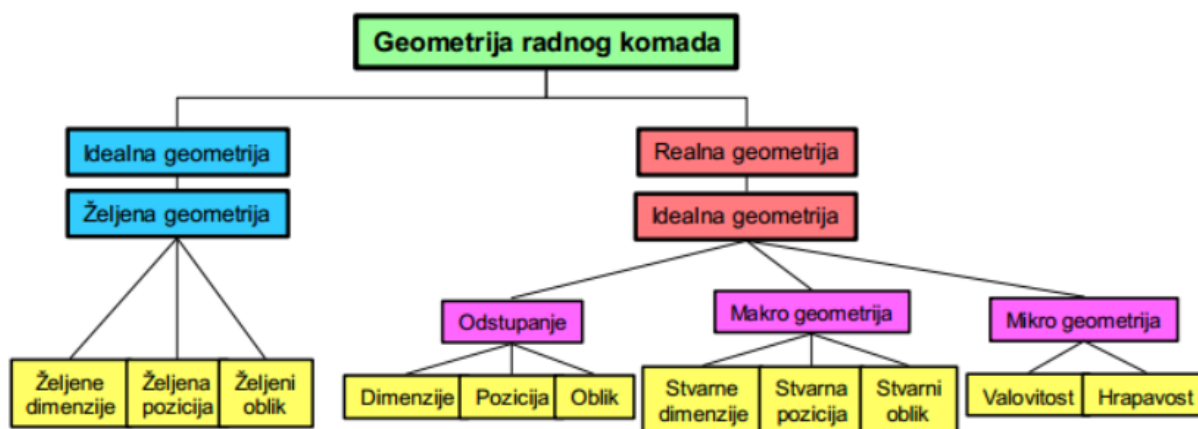 Geometrija radnog komada
Idealna geometrija
Realna geometrija
Željena geometrija
Idealna geometrija
Odstupanje
Makro geometrija
Mikro geometrija
Željene
dimenzije
Željena
pozicija
Željeni
oblik
Dimenzije
Pozicija
Oblik
Stvarne
dimenzije
Stvarna
pozicija
Stvarni
oblik
Valovitost
Hrapavost